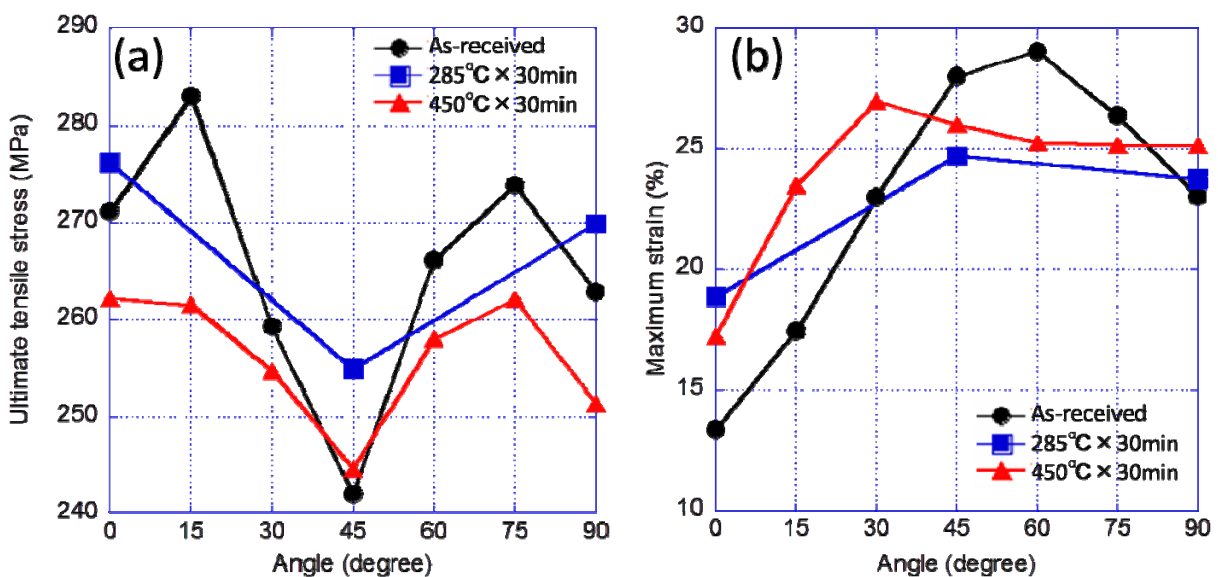 (a)
As-received
285°C×30min
450°C×30min
Ultimate tensile stress (MPa)
290
280
270
260
250
240
0 15 30 45 60 75 90
Angle (degree)
(b)
Maximum strain (%)
30
25
20
15
10
As-received
285°C×30min
450°C×30min
0 15 30 45 60 75 90
Angle (degree)